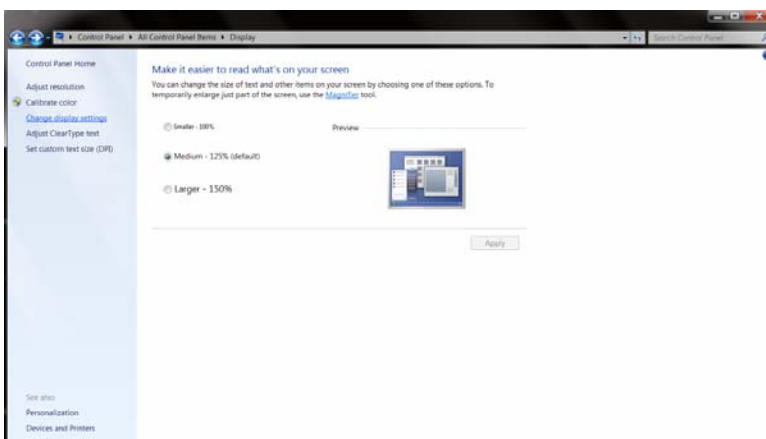 Control Panel ▸ All Control Panel Items ▸ Display
Search Control Panel
Control Panel Home
Adjust resolution
Calibrate color
Change display settings
Adjust ClearType text
Set custom text size (DPI)
Make it easier to read what's on your screen
You can change the size of text and other items on your screen by choosing one of these options. To
temporarily enlarge just part of the screen, use the Magnifier tool.
Smaller - 100%
Preview
Medium - 125% (default)
Larger - 150%
Apply
See also
Personalization
Devices and Printers